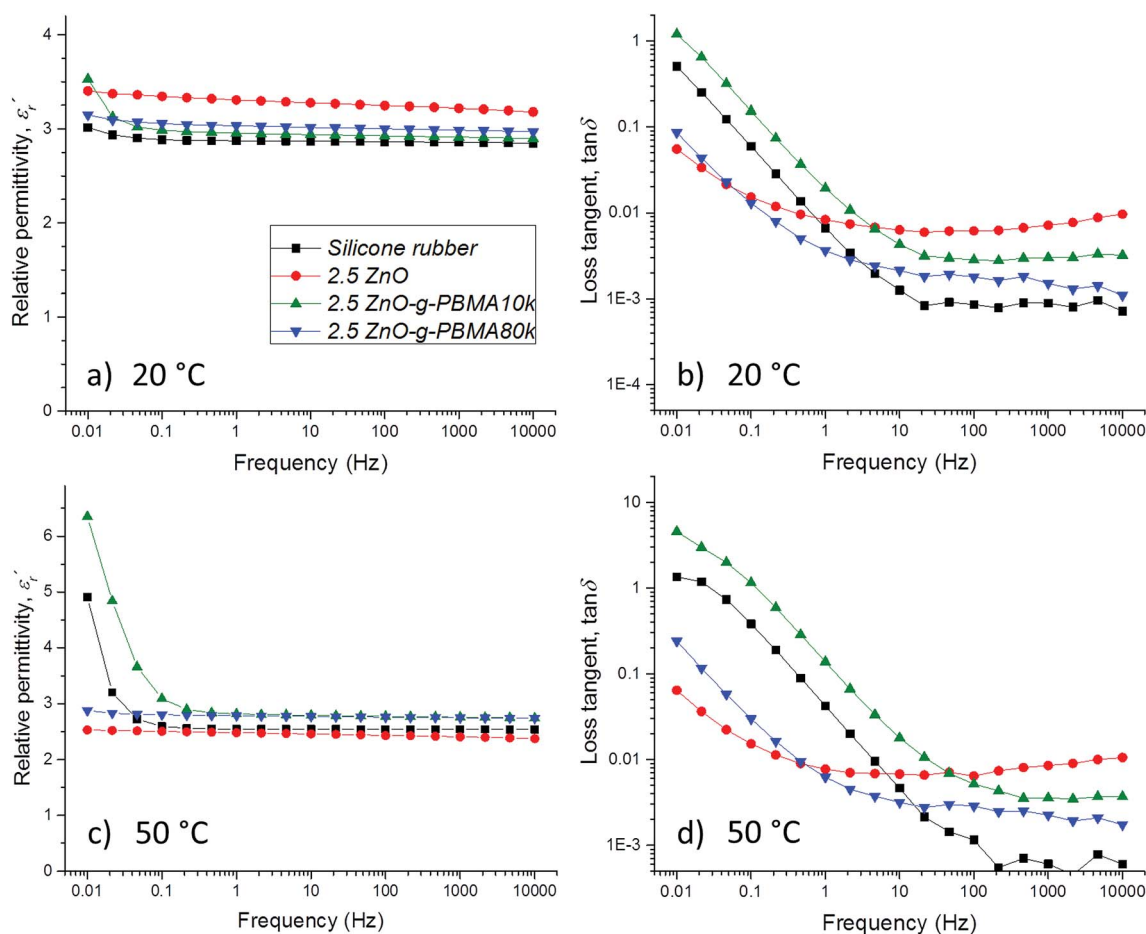 4
3
2
1
0
Relative permittivity, εr′
Silicone rubber
2.5 ZnO
2.5 ZnO-g-PBMA10k
2.5 ZnO-g-PBMA80k
a) 20 °C
0.01 0.1 1 10 100 1000 10000
Frequency (Hz)
1
0.1
0.01
1E-3
1E-4
Loss tangent, tanδ
b) 20 °C
0.01 0.1 1 10 100 1000 10000
Frequency (Hz)
6
5
4
3
2
1
0
Relative permittivity, εr′
c) 50 °C
0.01 0.1 1 10 100 1000 10000
Frequency (Hz)
10
1
0.1
0.01
1E-3
Loss tangent, tanδ
d) 50 °C
0.01 0.1 1 10 100 1000 10000
Frequency (Hz)